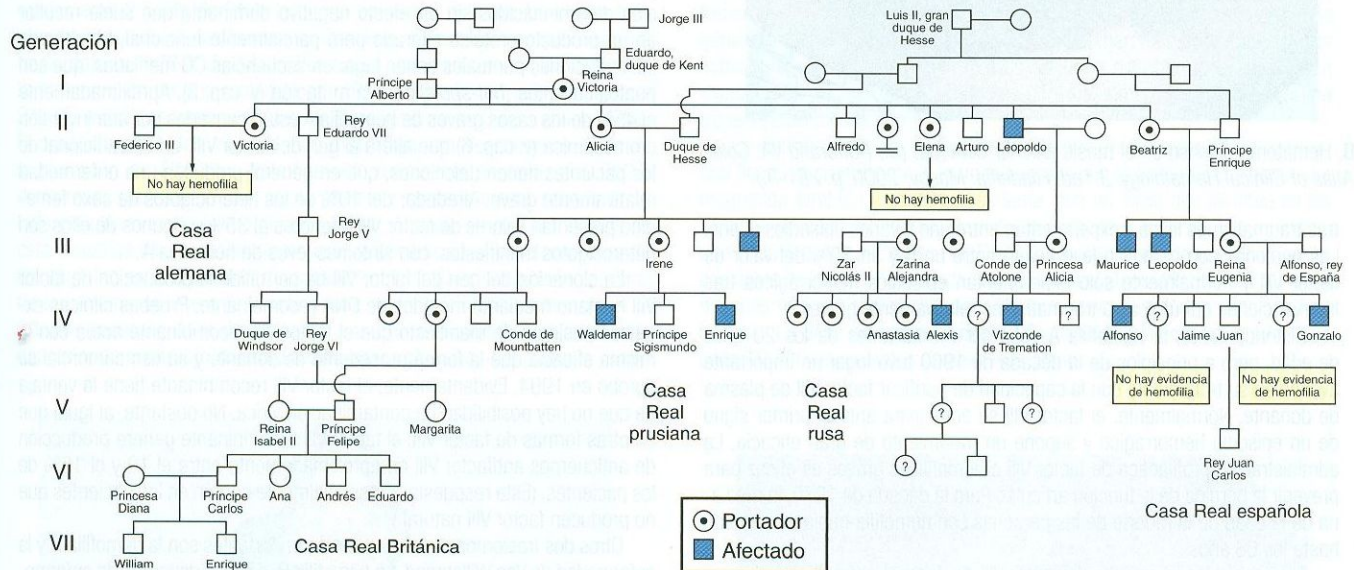 Generación
Jorge III
Eduardo,
duque de Kent
Luis II, gran
duque de
Hesse
I
Príncipe
Alberto
Reina
Victoria
II
Federico III
Victoria
Rey
Eduardo VII
Alicia
Duque de
Hesse
Alfredo
Elena
Arturo
Leopoldo
Beatriz
Príncipe
Enrique
No hay hemofilia
No hay hemofilia
III
Casa
Real
alemana
Rey
Jorge V
Irene
Zar
Nicolás II
Zarina
Alejandra
Conde de
Atolone
Princesa
Alicia
Maurice
Leopoldo
Reina
Eugenia
Alfonso, rey
de España
IV
Duque de
Windsor
Rey
Jorge VI
Conde de
Mountbatten
Waldemar
Príncipe
Sigismundo
Enrique
Anastasia
Alexis
?
Vizconde
Tremation
?
Alfonso
?
Jaime
Juan
?
Gonzalo
V
Reina
Isabel II
Príncipe
Felipe
Margarita
Casa
Real
prusiana
Casa
Real
rusa
?
?
No hay evidencia
de hemofilia
No hay evidencia
de hemofilia
VI
Princesa
Diana
Príncipe
Carlos
Ana
Andrés
Eduardo
?
Rey Juan
Carlos
Casa Real española
VII
William
Enrique
Casa Real Británica
Portador
Afectado